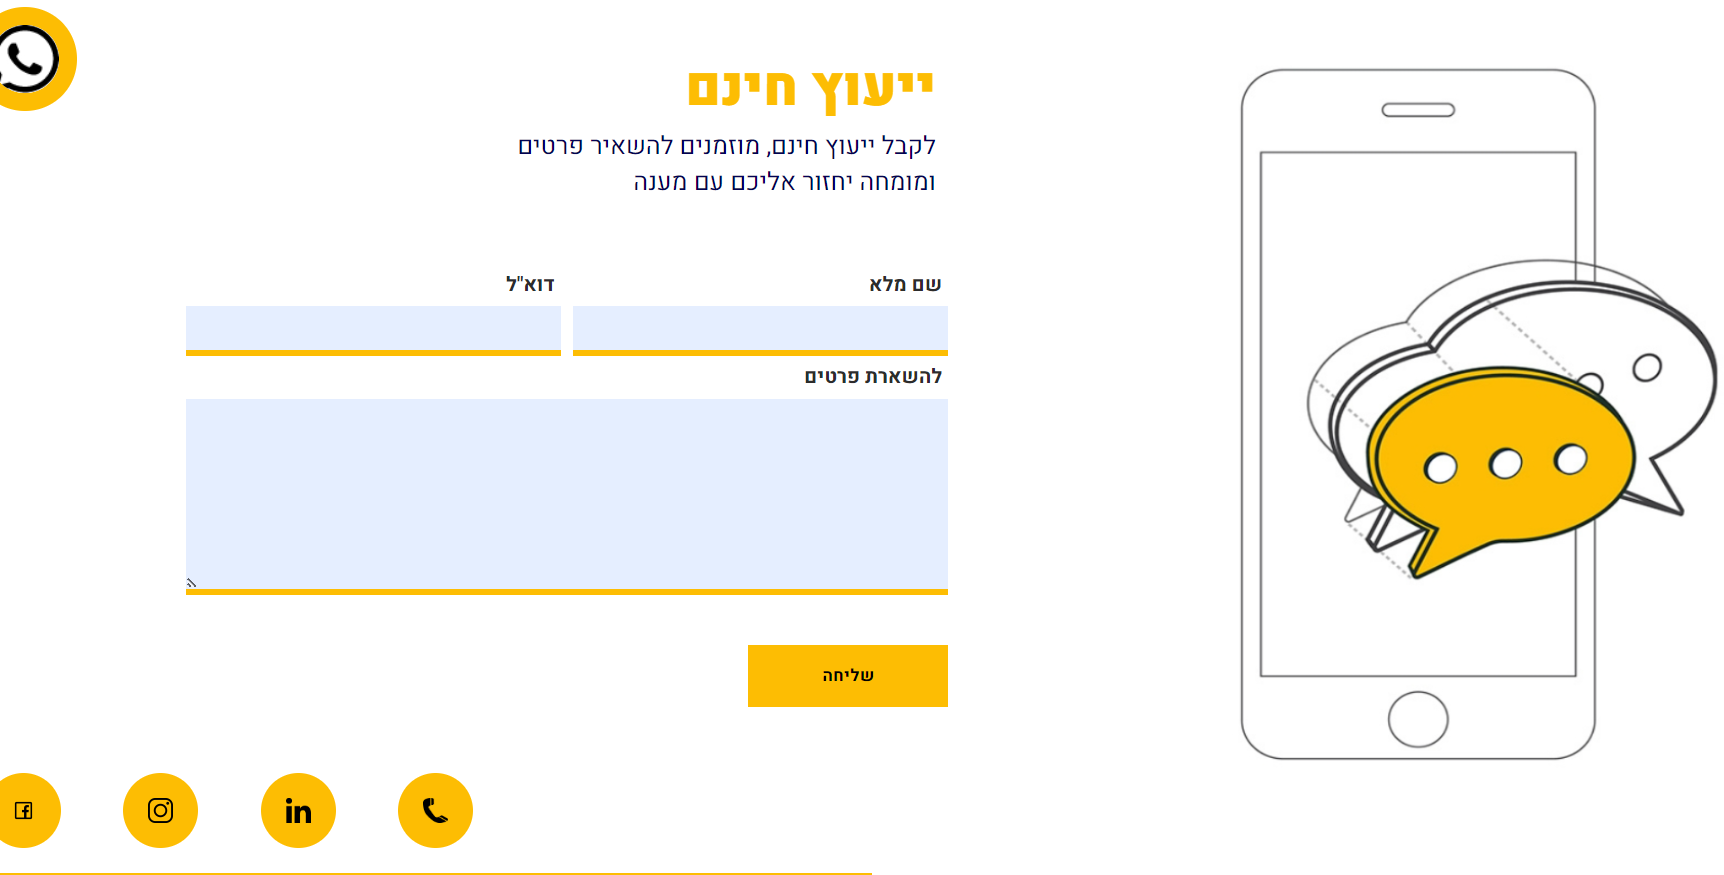 ייעוץ חינם
לקבל ייעוץ חינם, מוזמנים להשאיר פרטים
ומומחה יחזור אליכם עם מענה
שם מלא
דוא"ל
להשארת פרטים
שליחה